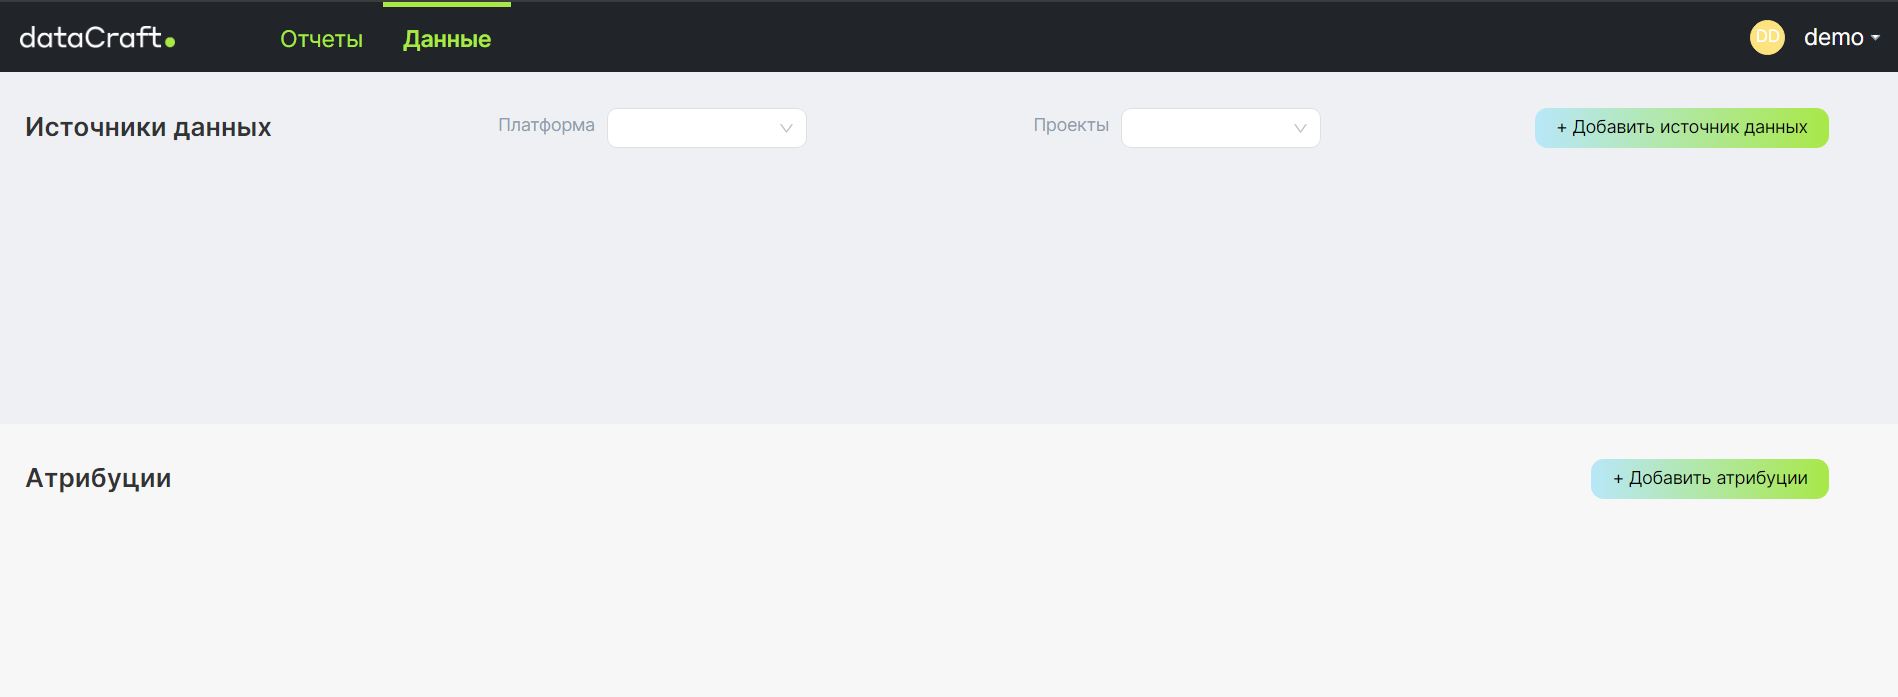 dataCraft.
Отчеты
Данные
DD
demo
Источники данных
Платформа
Проекты
+ Добавить источник данных
Атрибуции
+ Добавить атрибуции